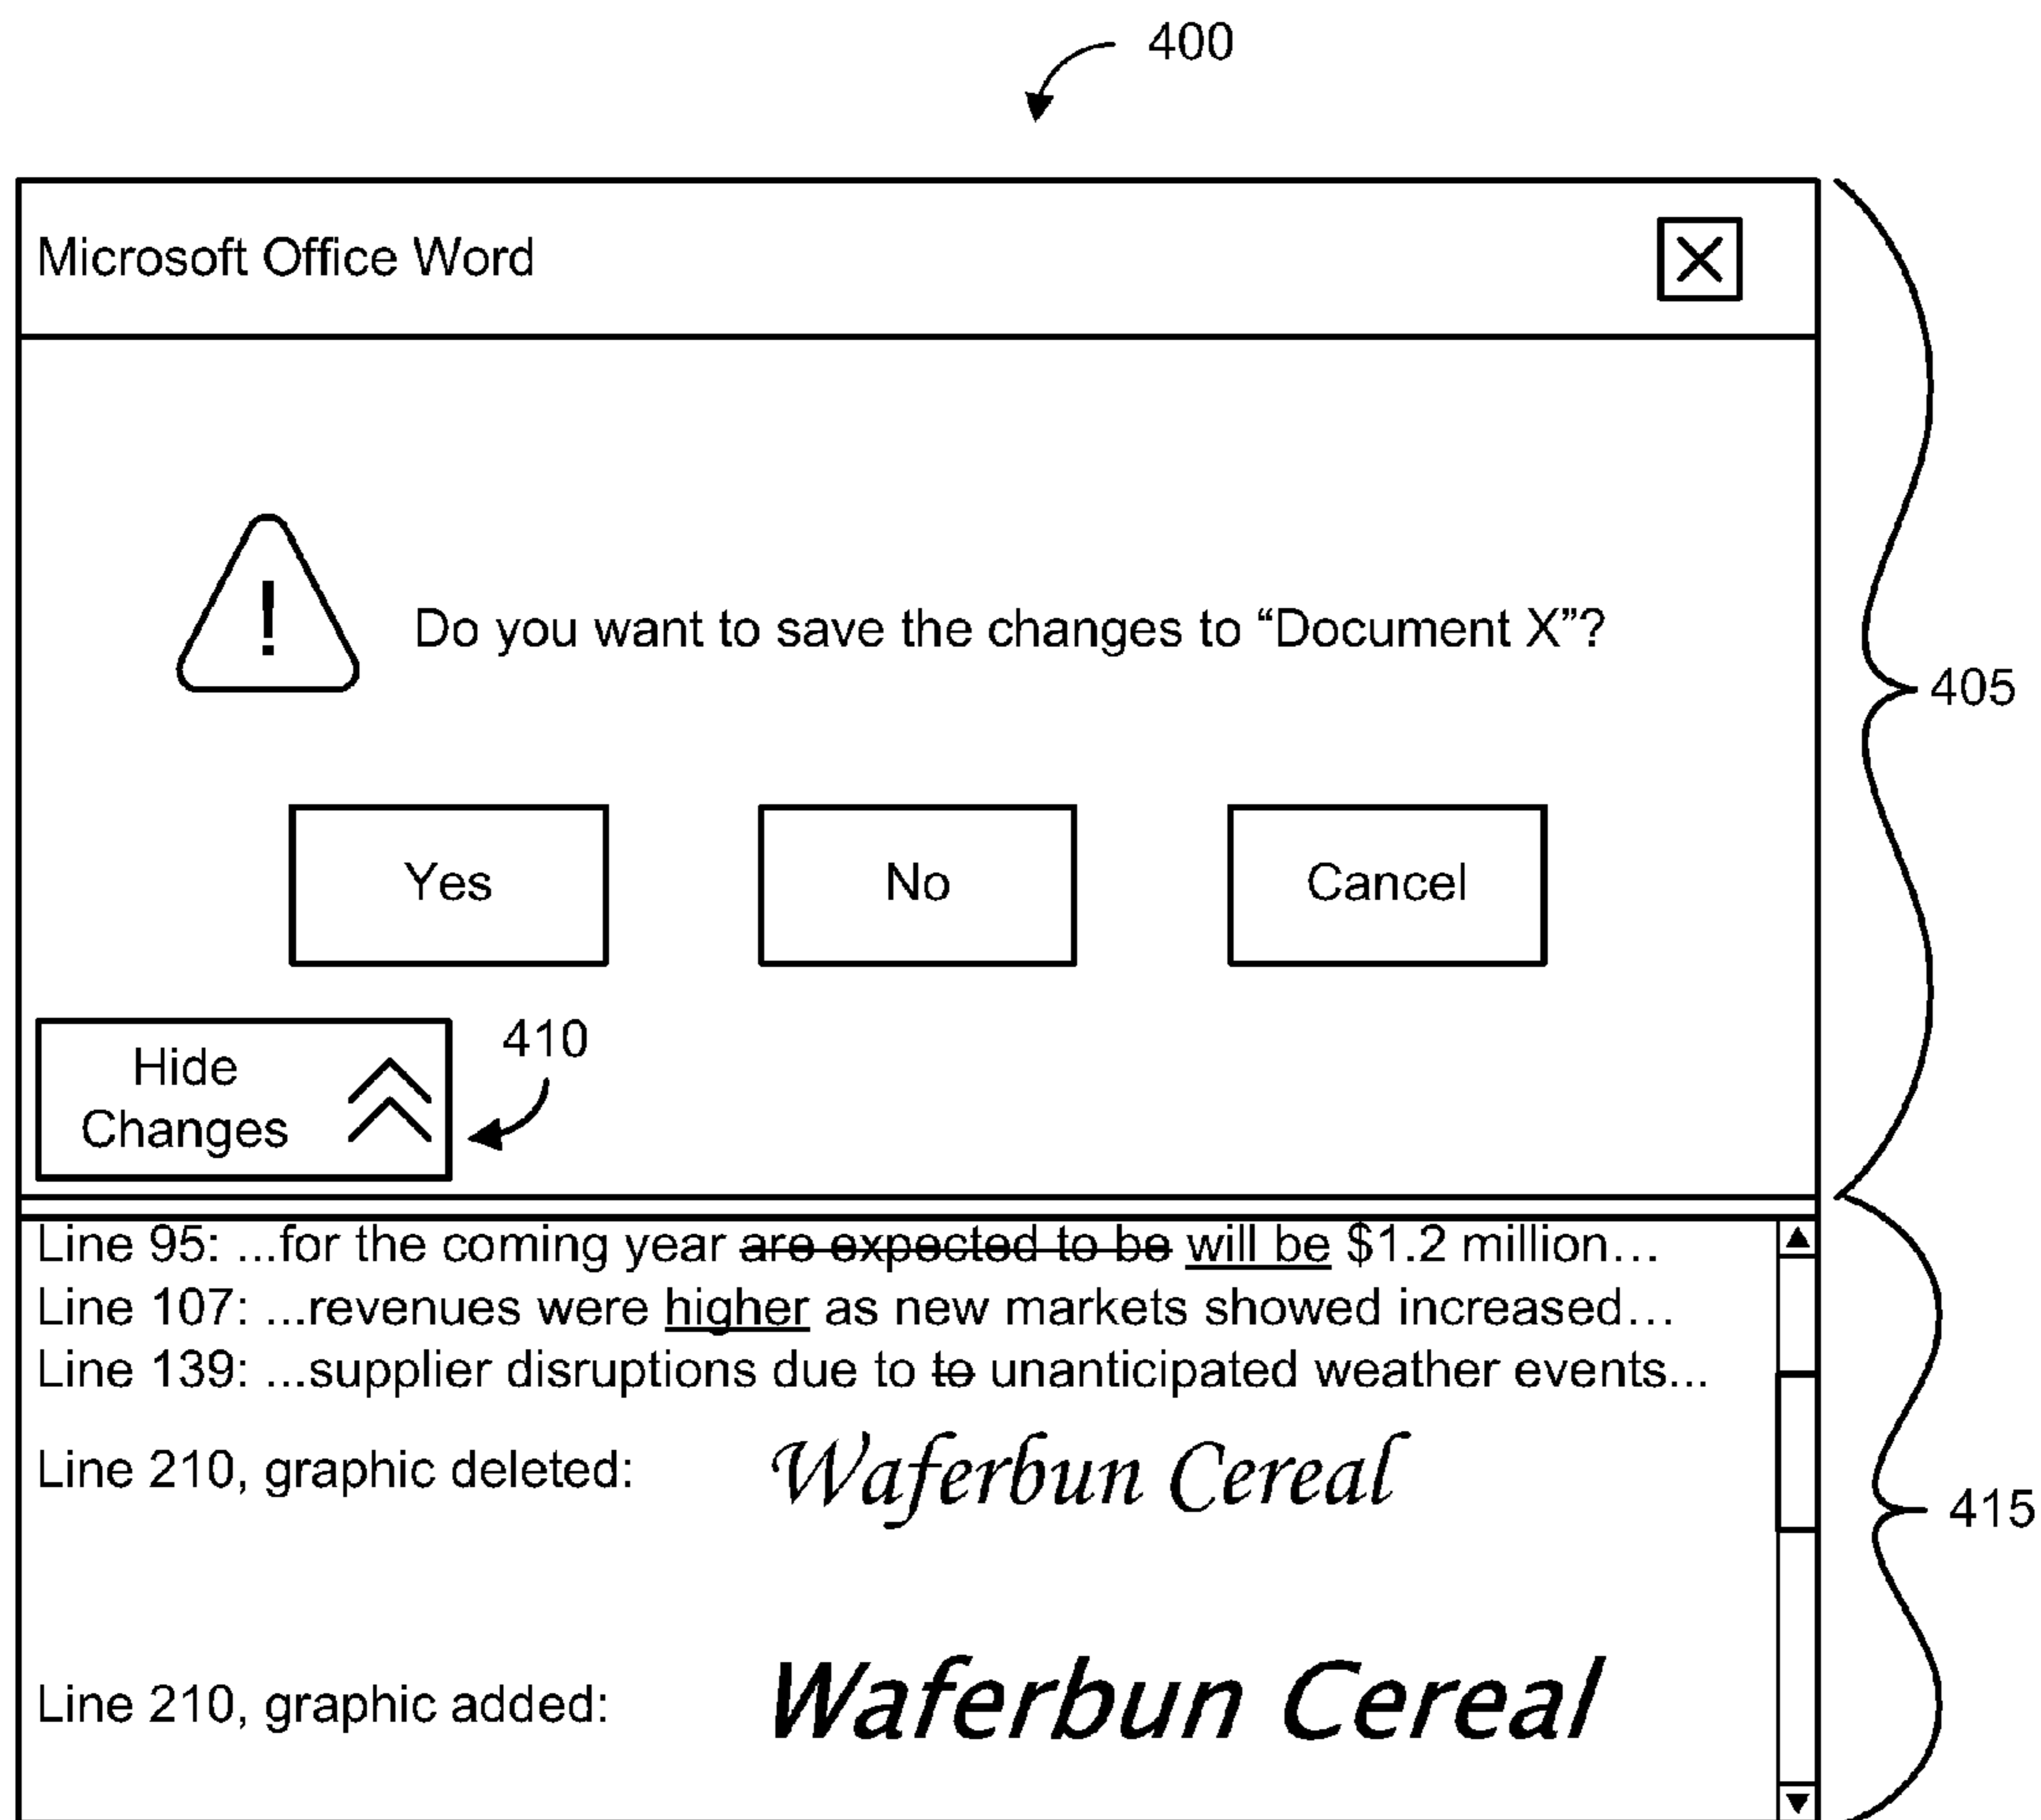 400
Microsoft Office Word
Do you want to save the changes to “Document X”?
405
Yes
No
Cancel
Hide
Changes
410
Line 95: ...for the coming year are expected to be will be $1.2 million...
Line 107: ...revenues were higher as new markets showed increased...
Line 139: ...supplier disruptions due to to unanticipated weather events...
Line 210, graphic deleted: Waferbun Cereal
415
Line 210, graphic added: Waferbun Cereal